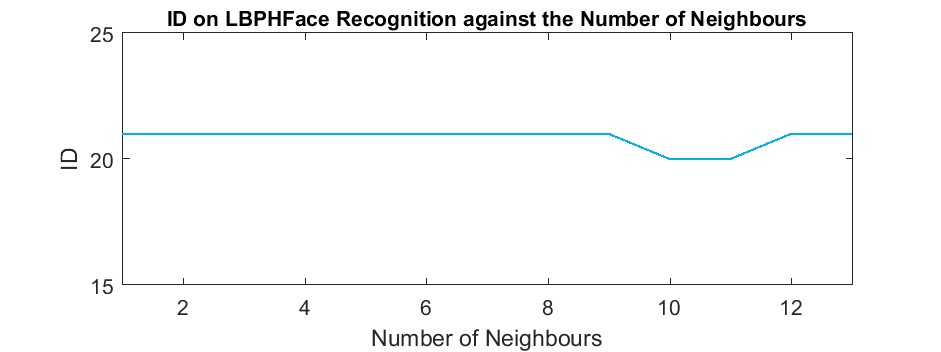 ID on LBPHFace Recognition against the Number of Neighbours
25
20
15
ID
2 4 6 8 10 12
Number of Neighbours